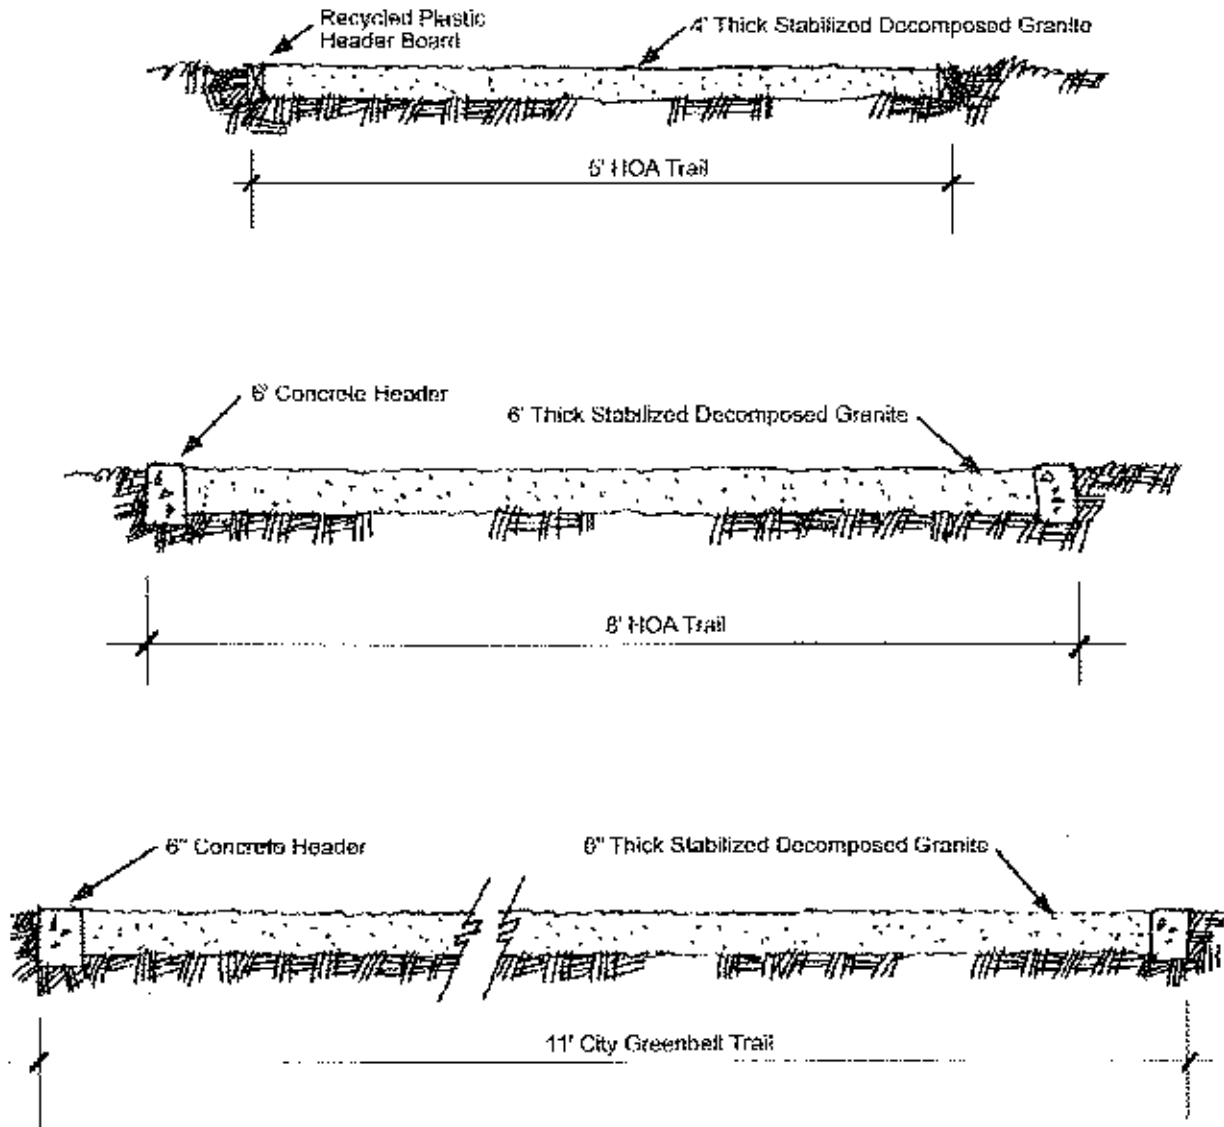 Recycled Plastic
Header Board
4' Thick Stabilized Decomposed Granite
6' HOA Trail
6' Concrete Header
6' Thick Stabilized Decomposed Granite
8' HOA Trail
6" Concrete Header
6" Thick Stabilized Decomposed Granite
11' City Greenbelt Trail